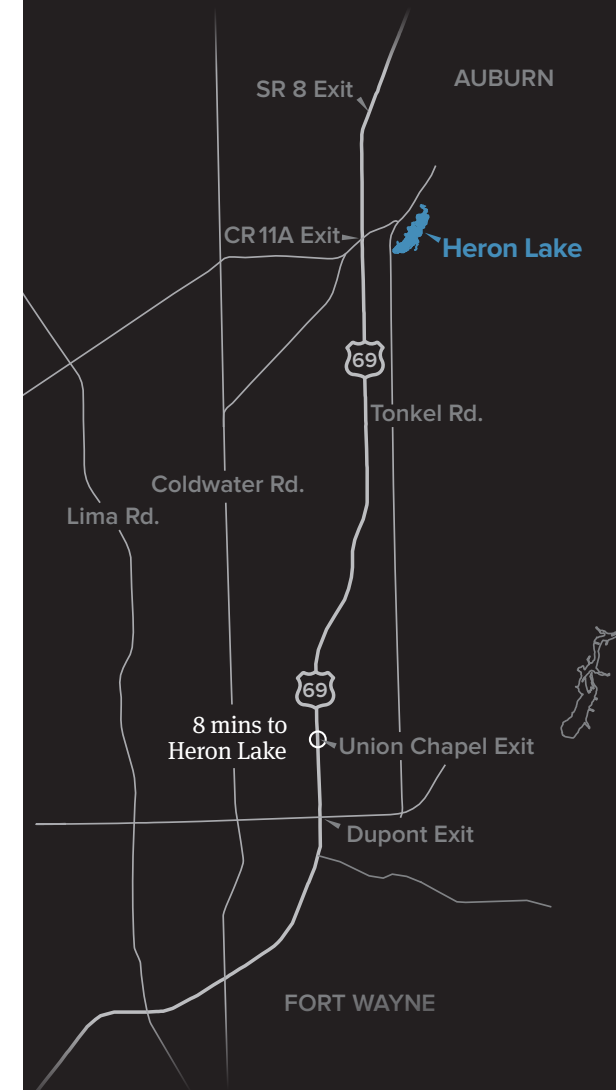 AUBURN
SR 8 Exit
CR 11A Exit
Heron Lake
69
Tonkel Rd.
Coldwater Rd.
Lima Rd.
69
8 mins to
Heron Lake
Union Chapel Exit
Dupont Exit
FORT WAYNE